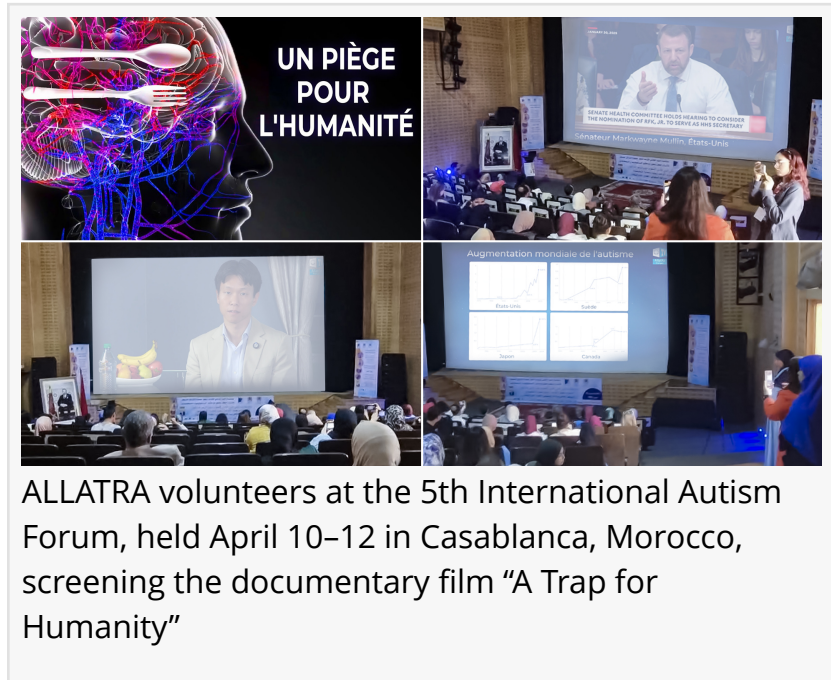 UN PIÈGE
POUR
L'HUMANITÉ
SENATE HEALTH COMMITTEE HOLDS HEARING TO CONSIDER
THE NOMINATION OF RFK, JR. TO SERVE AS HHS SECRETARY
Sénateur Markwayne Mullin, États-Unis
Augmentation mondiale de l'autisme
États-Unis
Suède
Japon
Canada
ALLATRA volunteers at the 5th International Autism
Forum, held April 10–12 in Casablanca, Morocco,
screening the documentary film “A Trap for
Humanity”